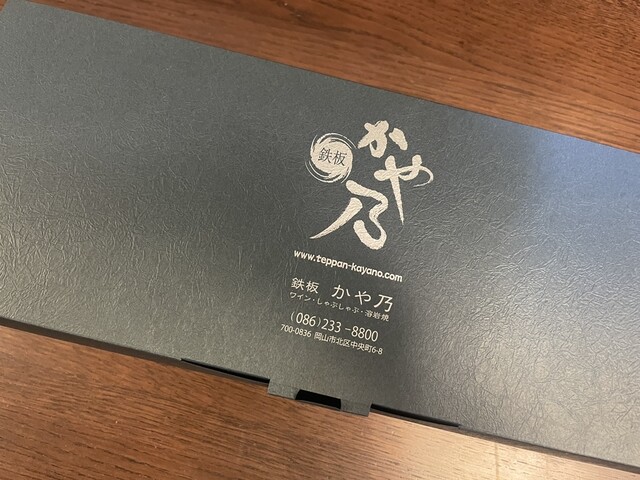 鉄板
かや乃
www.teppan-kayano.com
鉄板 かや乃
ワイン・しゃぶしゃぶ・溶岩焼
(086)233-8800
700-0836 岡山市北区中央町6-8